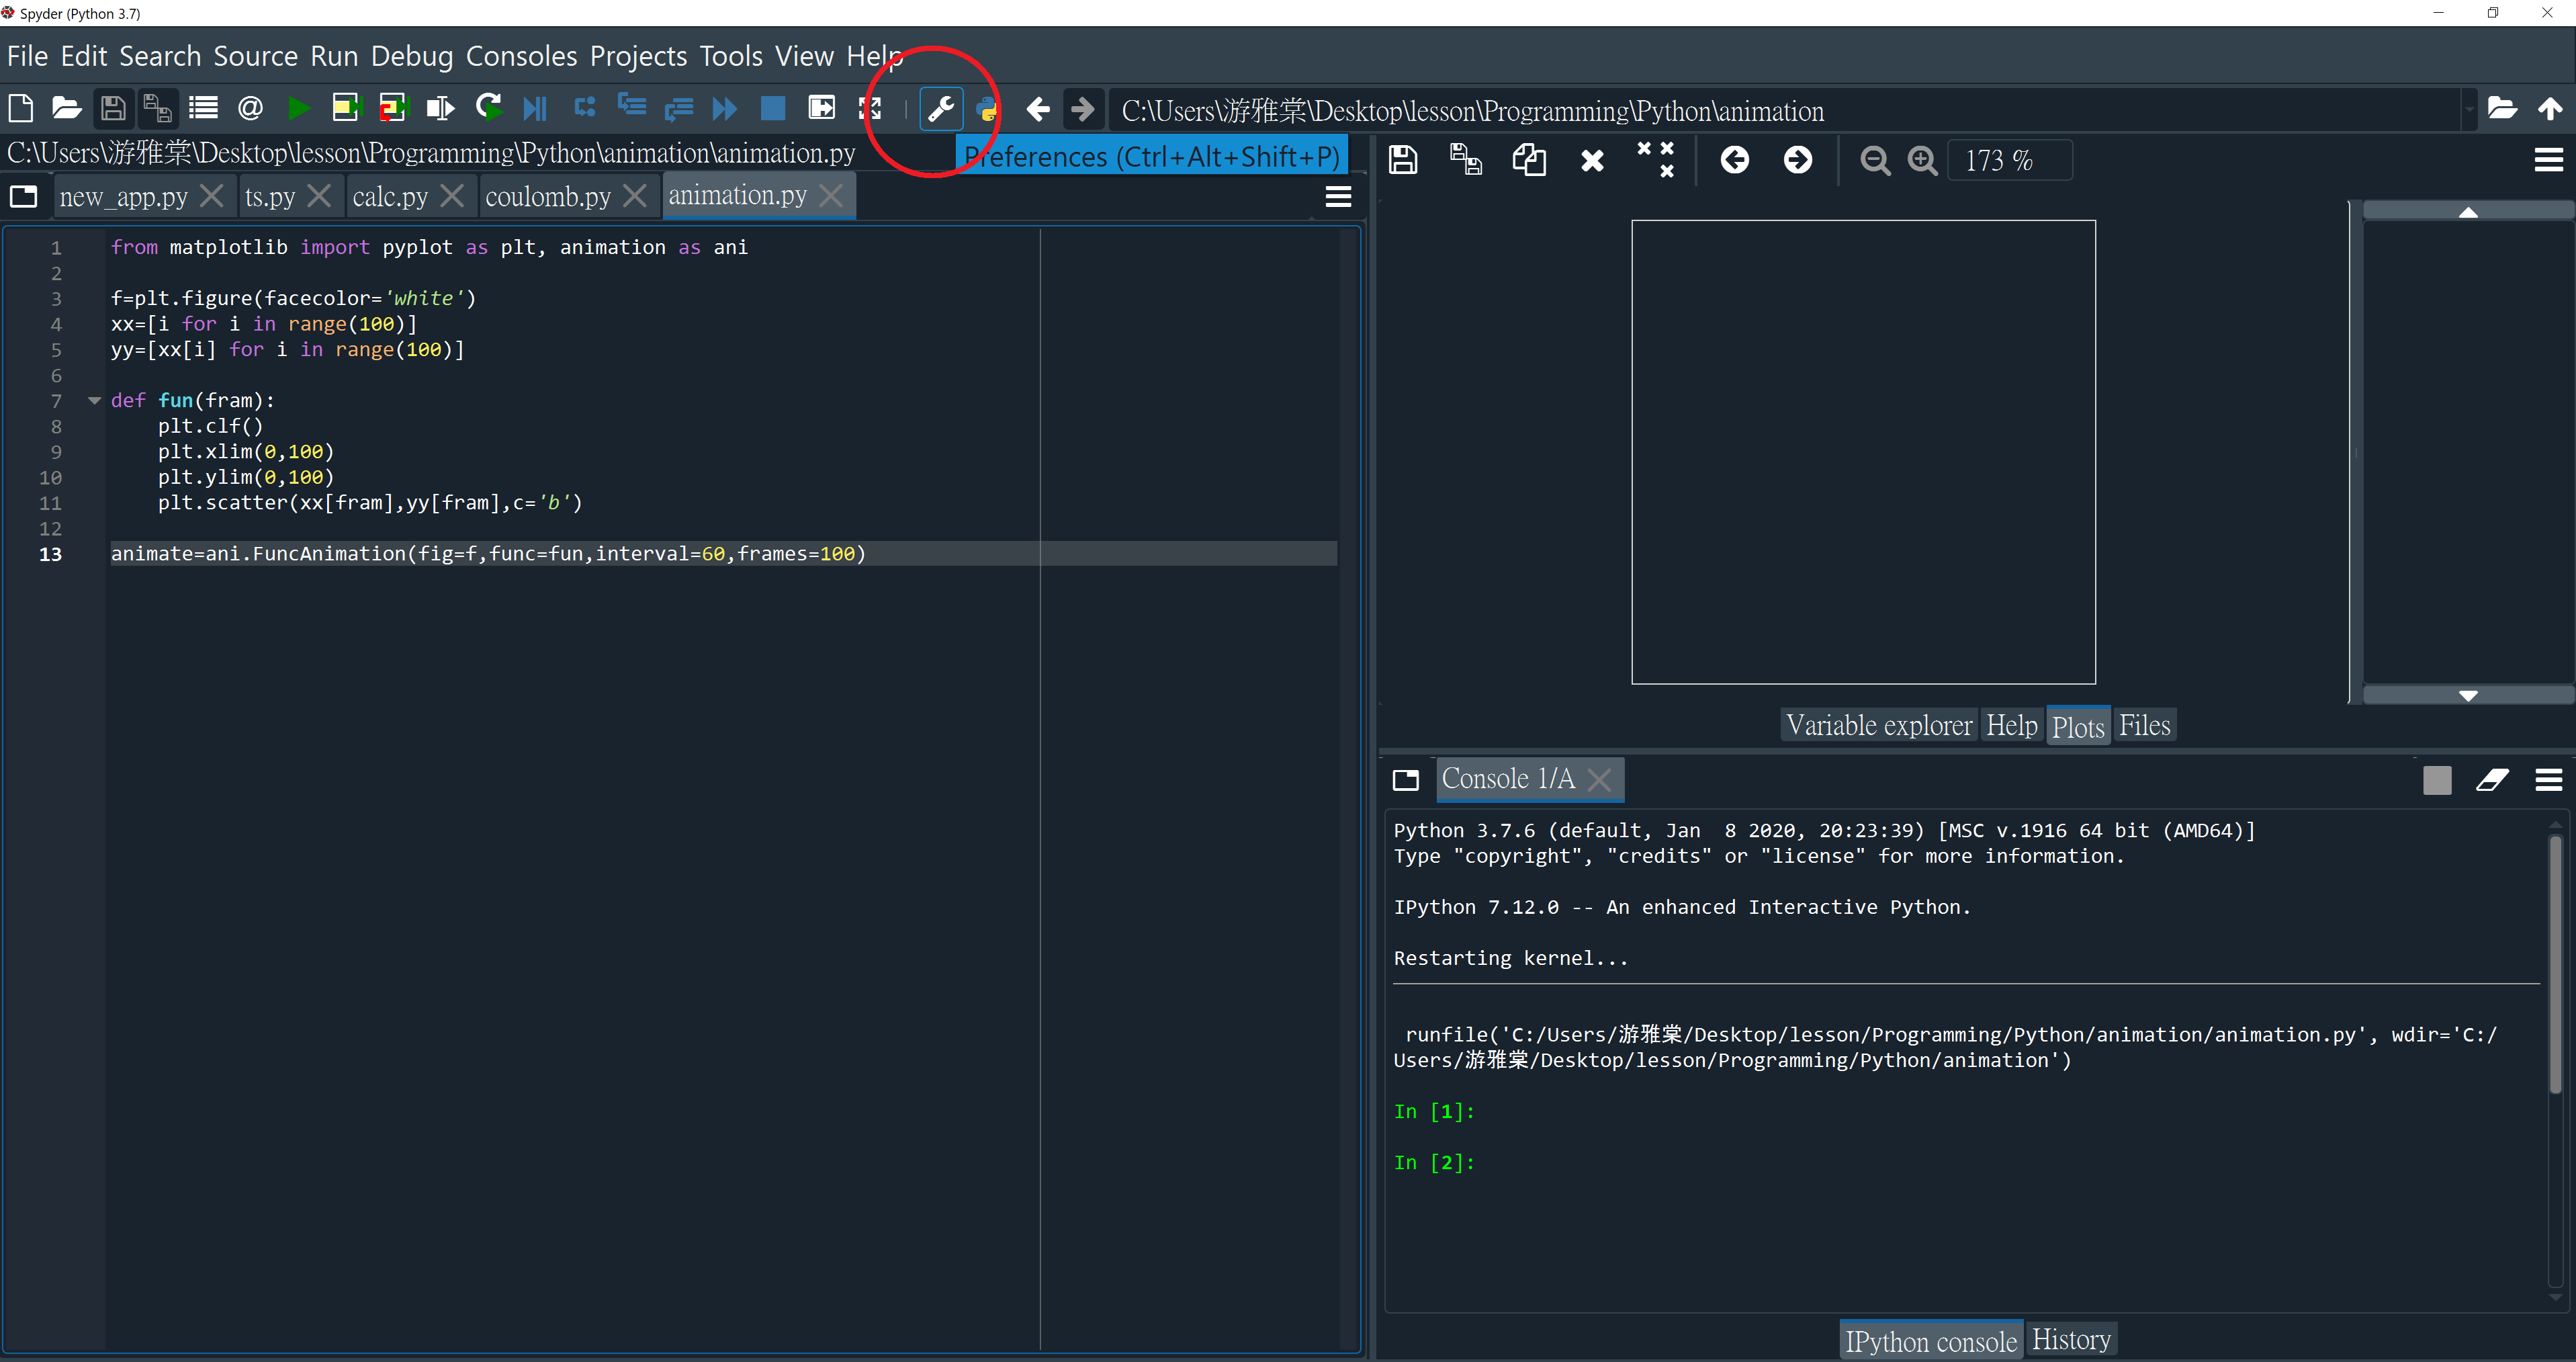 Spyder (Python 3.7)
File Edit Search Source Run Debug Consoles Projects Tools View Help
C:\Users\游雅棠\Desktop\lesson\Programming\Python\animation
C:\Users\游雅棠\Desktop\lesson\Programming\Python\animation\animation.py
Preferences (Ctrl+Alt+Shift+P)
173 %
new_app.py ts.py calc.py coulomb.py animation.py
1 from matplotlib import pyplot as plt, animation as ani
2
3 f=plt.figure(facecolor='white')
4 xx=[i for i in range(100)]
5 yy=[xx[i] for i in range(100)]
6
7 def fun(fram):
8     plt.clf()
9     plt.xlim(0,100)
10     plt.ylim(0,100)
11     plt.scatter(xx[fram],yy[fram],c='b')
12
13 animate=ani.FuncAnimation(fig=f,func=fun,interval=60,frames=100)
Variable explorer Help Plots Files
Console 1/A
Python 3.7.6 (default, Jan  8 2020, 20:23:39) [MSC v.1916 64 bit (AMD64)]
Type "copyright", "credits" or "license" for more information.
IPython 7.12.0 -- An enhanced Interactive Python.
Restarting kernel...
runfile('C:/Users/游雅棠/Desktop/lesson/Programming/Python/animation/animation.py', wdir='C:/
Users/游雅棠/Desktop/lesson/Programming/Python/animation')
In [1]:
In [2]:
IPython console History